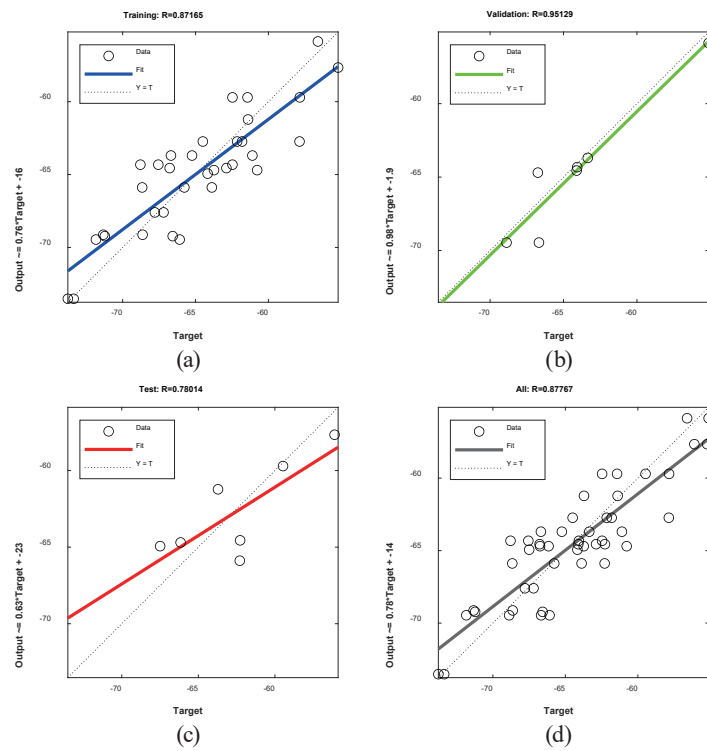 Training: R=0.87165
Data
Fit
Y = T
Output ~= 0.76*Target + -16
-60
-65
-70
-70
-60
Target
(a)
Validation: R=0.95129
Data
Fit
Y = T
Output ~= 0.98*Target + -1.9
-60
-65
-70
-70
-60
Target
(b)
Test: R=0.78014
Data
Fit
Y = T
Output ~= 0.63*Target + -23
-60
-65
-70
-70
-65
-60
Target
(c)
All: R=0.87767
Data
Fit
Y = T
Output ~= 0.78*Target + -14
-60
-65
-70
-70
-65
-60
Target
(d)